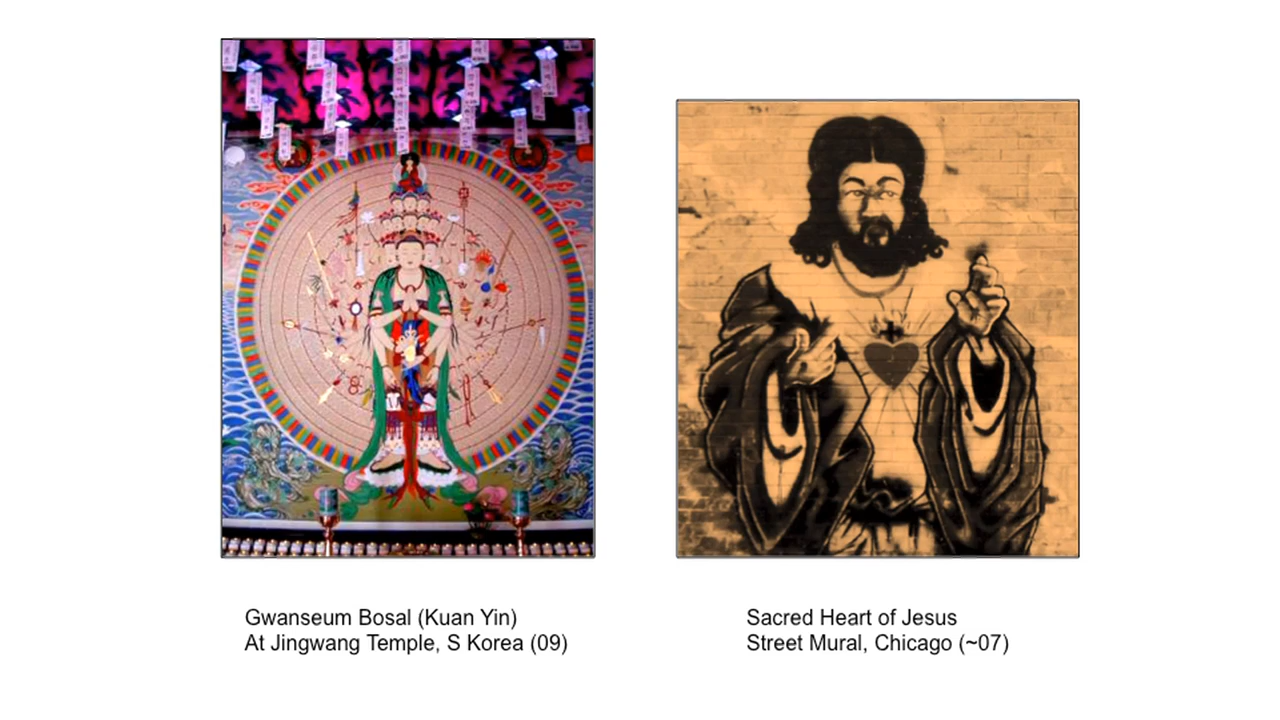 Gwanseum Bosal (Kuan Yin)
At Jingwang Temple, S Korea (09)
Sacred Heart of Jesus
Street Mural, Chicago (~07)